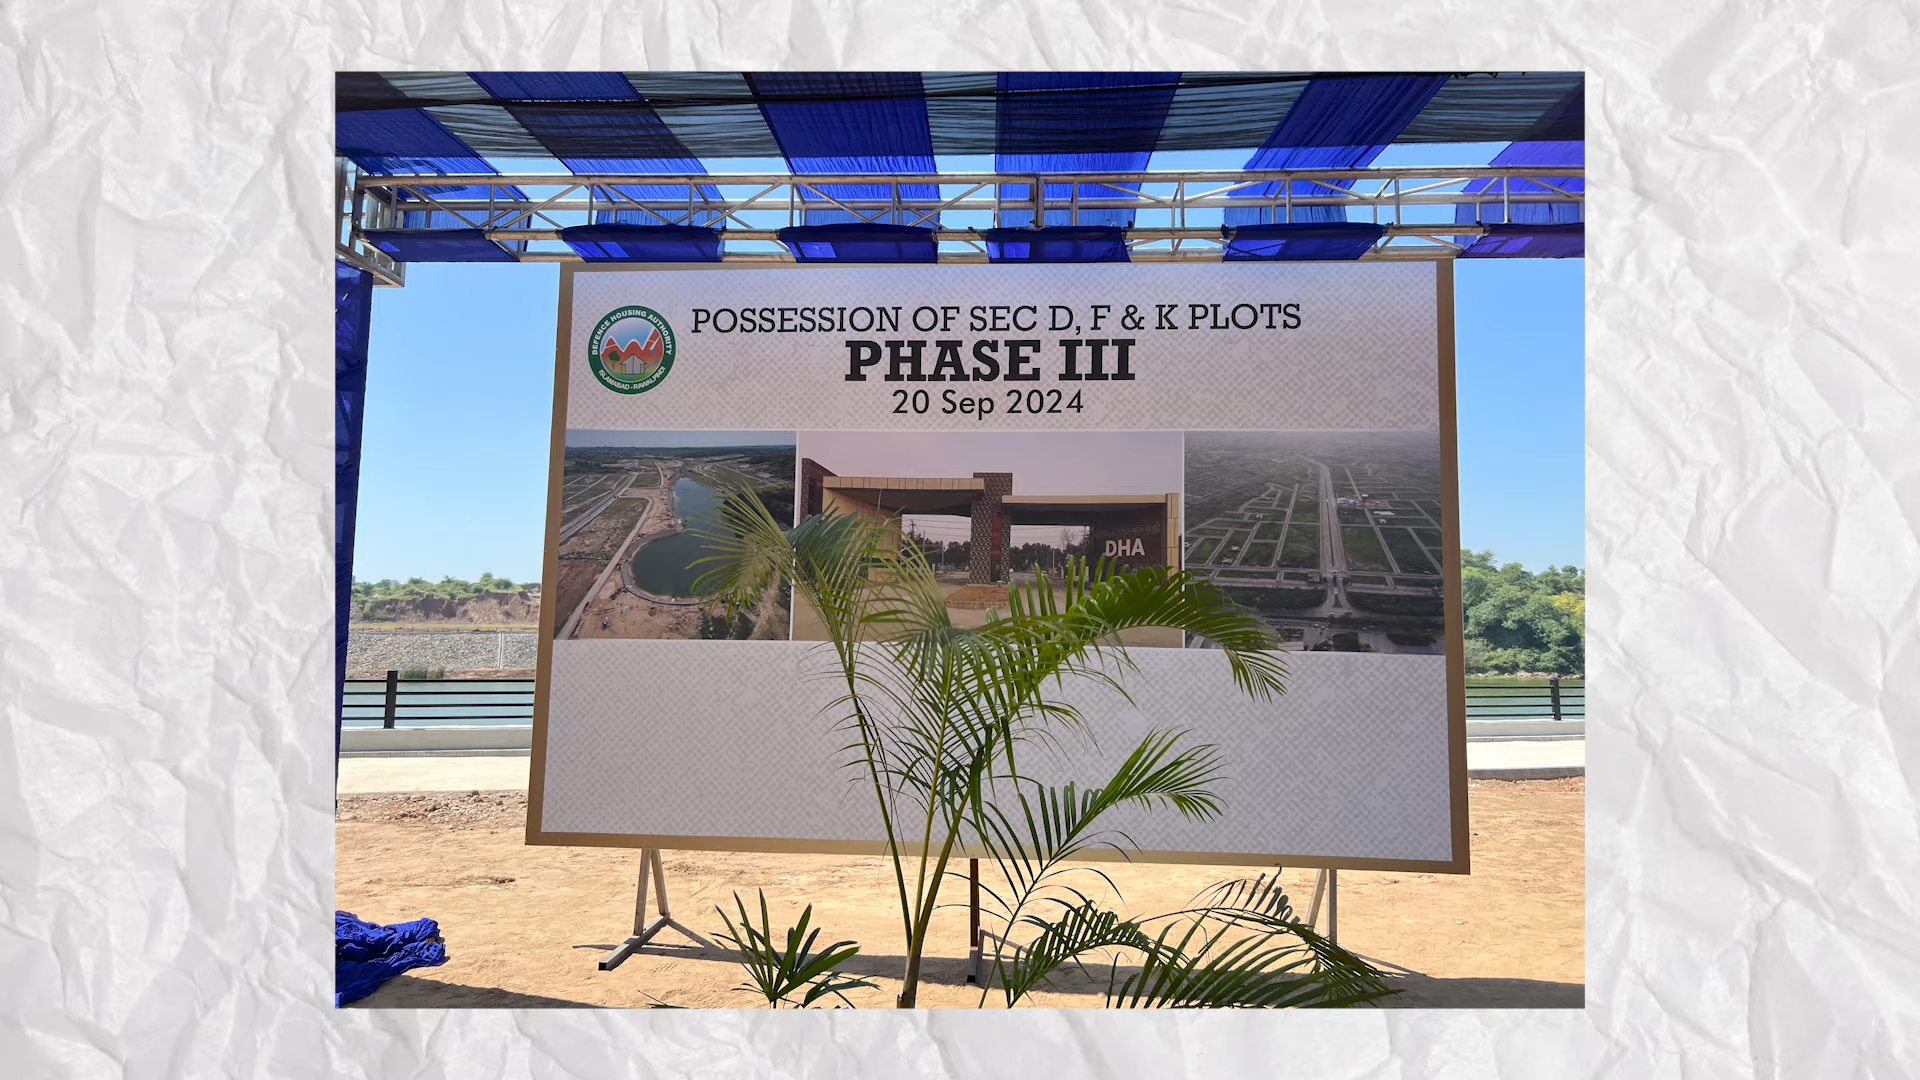 POSSESSION OF SEC D, F & K PLOTS
PHASE III
20 Sep 2024
DEFENCE HOUSING AUTHORITY
ISLAMABAD - RAWALPINDI
DHA